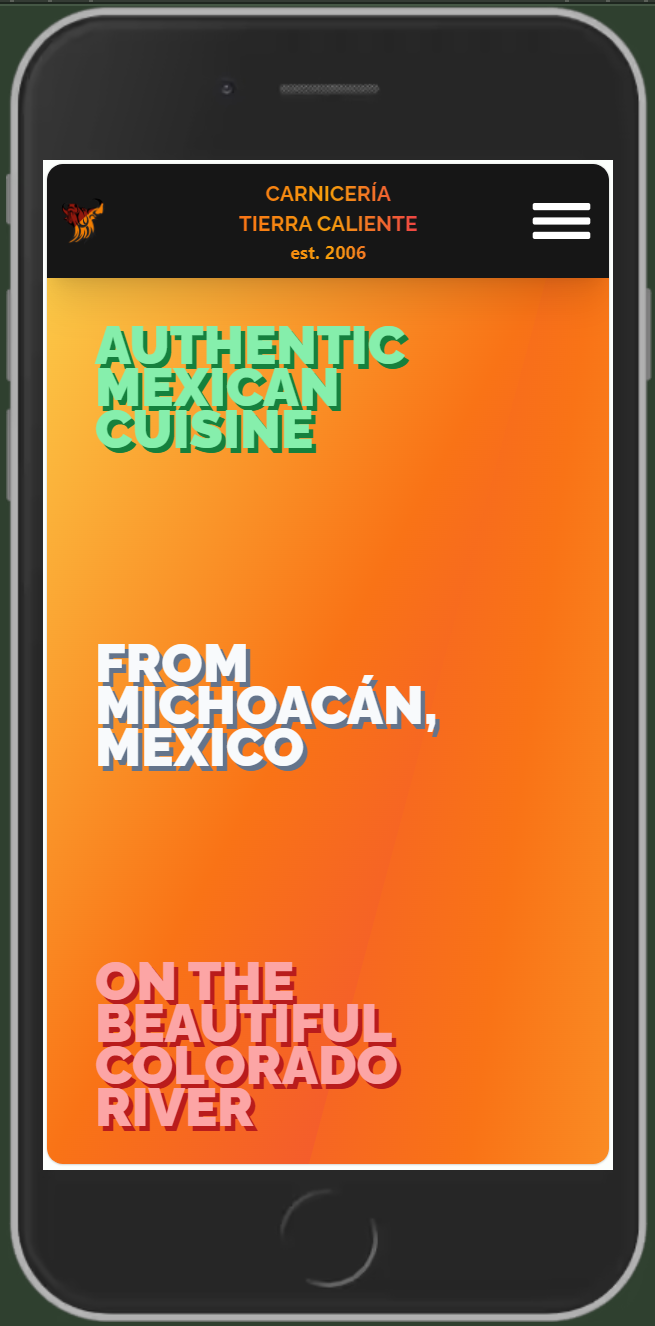 CARNICERÍA
TIERRA CALIENTE
est. 2006
AUTHENTIC
MEXICAN
CUISINE
FROM
MICHOACÁN,
MEXICO
ON THE
BEAUTIFUL
COLORADO
RIVER